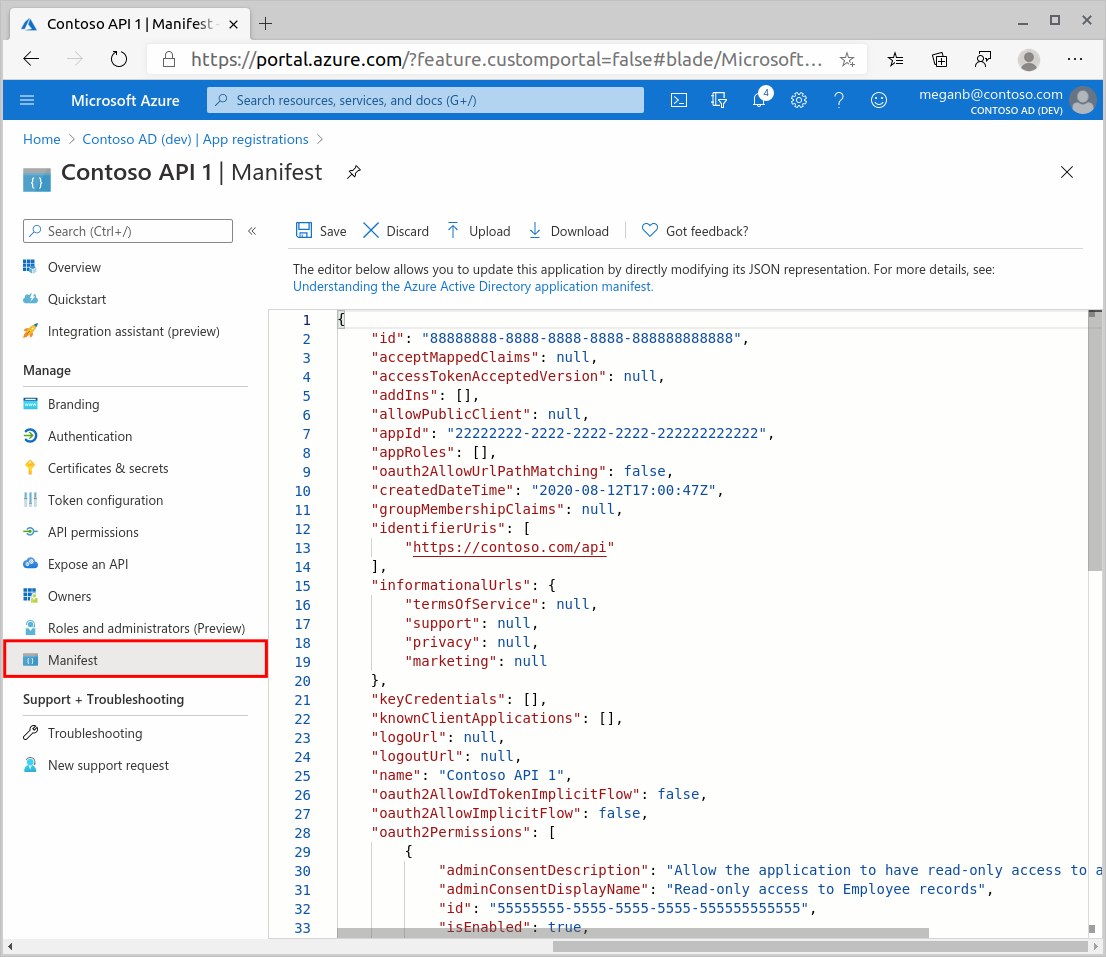 Contoso API 1 | Manifest -
https://portal.azure.com/?feature.customportal=false#blade/Microsoft...
Microsoft Azure
Search resources, services, and docs (G+/)
4
meganb@contoso.com
CONTOSO AD (DEV)
Home > Contoso AD (dev) | App registrations >
Contoso API 1 | Manifest
Search (Ctrl+/)
«
Overview
Quickstart
Integration assistant (preview)
Manage
Branding
Authentication
Certificates & secrets
Token configuration
API permissions
Expose an API
Owners
Roles and administrators (Preview)
Manifest
Support + Troubleshooting
Troubleshooting
New support request
Save Discard Upload Download Got feedback?
The editor below allows you to update this application by directly modifying its JSON representation. For more details, see:
Understanding the Azure Active Directory application manifest.
1 {
2 "id": "88888888-8888-8888-8888-888888888888",
3 "acceptMappedClaims": null,
4 "accessTokenAcceptedVersion": null,
5 "addIns": [],
6 "allowPublicClient": null,
7 "appId": "22222222-2222-2222-2222-222222222222",
8 "appRoles": [],
9 "oauth2AllowUrlPathMatching": false,
10 "createdDateTime": "2020-08-12T17:00:47Z",
11 "groupMembershipClaims": null,
12 "identifierUris": [
13 "https://contoso.com/api"
14 ],
15 "informationalUrls": {
16 "termsOfService": null,
17 "support": null,
18 "privacy": null,
19 "marketing": null
20 },
21 "keyCredentials": [],
22 "knownClientApplications": [],
23 "logoUrl": null,
24 "logoutUrl": null,
25 "name": "Contoso API 1",
26 "oauth2AllowIdTokenImplicitFlow": false,
27 "oauth2AllowImplicitFlow": false,
28 "oauth2Permissions": [
29 {
30 "adminConsentDescription": "Allow the application to have read-only access to a
31 "adminConsentDisplayName": "Read-only access to Employee records",
32 "id": "55555555-5555-5555-5555-555555555555",
33 "isEnabled": true,